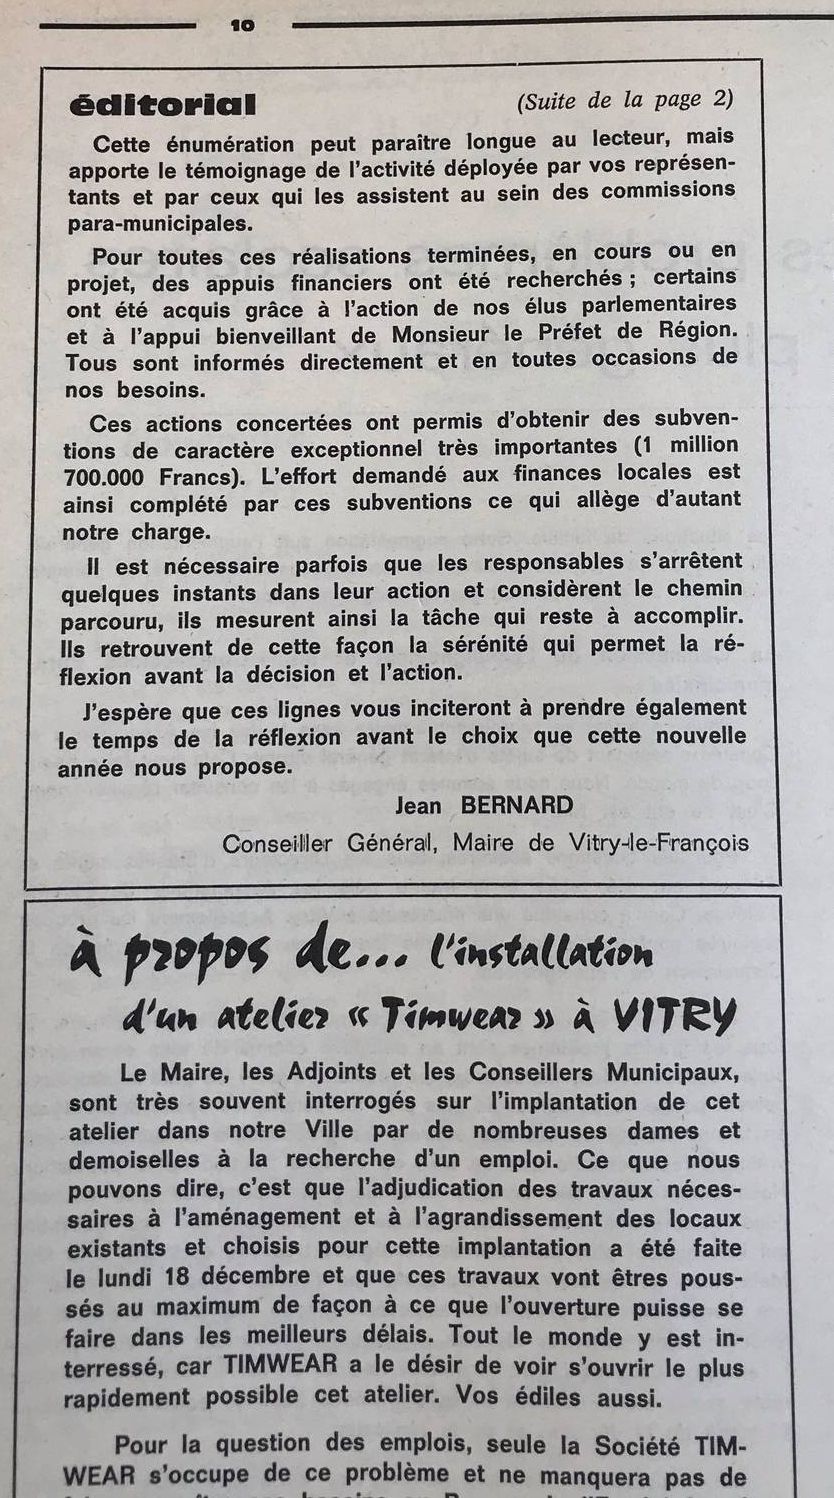 10
éditorial (Suite de la page 2)
Cette énumération peut paraître longue au lecteur, mais
apporte le témoignage de l'activité déployée par vos représen-
tants et par ceux qui les assistent au sein des commissions
para-municipales.
Pour toutes ces réalisations terminées, en cours ou en
projet, des appuis financiers ont été recherchés ; certains
ont été acquis grâce à l'action de nos élus parlementaires
et à l'appui bienveillant de Monsieur le Préfet de Région.
Tous sont informés directement et en toutes occasions de
nos besoins.
Ces actions concertées ont permis d'obtenir des subven-
tions de caractère exceptionnel très importantes (1 million
700.000 Francs). L'effort demandé aux finances locales est
ainsi complété par ces subventions ce qui allège d'autant
notre charge.
Il est nécessaire parfois que les responsables s'arrêtent
quelques instants dans leur action et considèrent le chemin
parcouru, ils mesurent ainsi la tâche qui reste à accomplir.
Ils retrouvent de cette façon la sérénité qui permet la ré-
flexion avant la décision et l'action.
J'espère que ces lignes vous inciteront à prendre également
le temps de la réflexion avant le choix que cette nouvelle
année nous propose.
Jean BERNARD
Conseiller Général, Maire de Vitry-le-François
à propos de... l'installation
d'un atelier « Timwear » à VITRY
Le Maire, les Adjoints et les Conseillers Municipaux,
sont très souvent interrogés sur l'implantation de cet
atelier dans notre Ville par de nombreuses dames et
demoiselles à la recherche d'un emploi. Ce que nous
pouvons dire, c'est que l'adjudication des travaux néces-
saires à l'aménagement et à l'agrandissement des locaux
existants et choisis pour cette implantation a été faite
le lundi 18 décembre et que ces travaux vont êtres pous-
sés au maximum de façon à ce que l'ouverture puisse se
faire dans les meilleurs délais. Tout le monde y est in-
terressé, car TIMWEAR a le désir de voir s'ouvrir le plus
rapidement possible cet atelier. Vos édiles aussi.
Pour la question des emplois, seule la Société TIM-
WEAR s'occupe de ce problème et ne manquera pas de